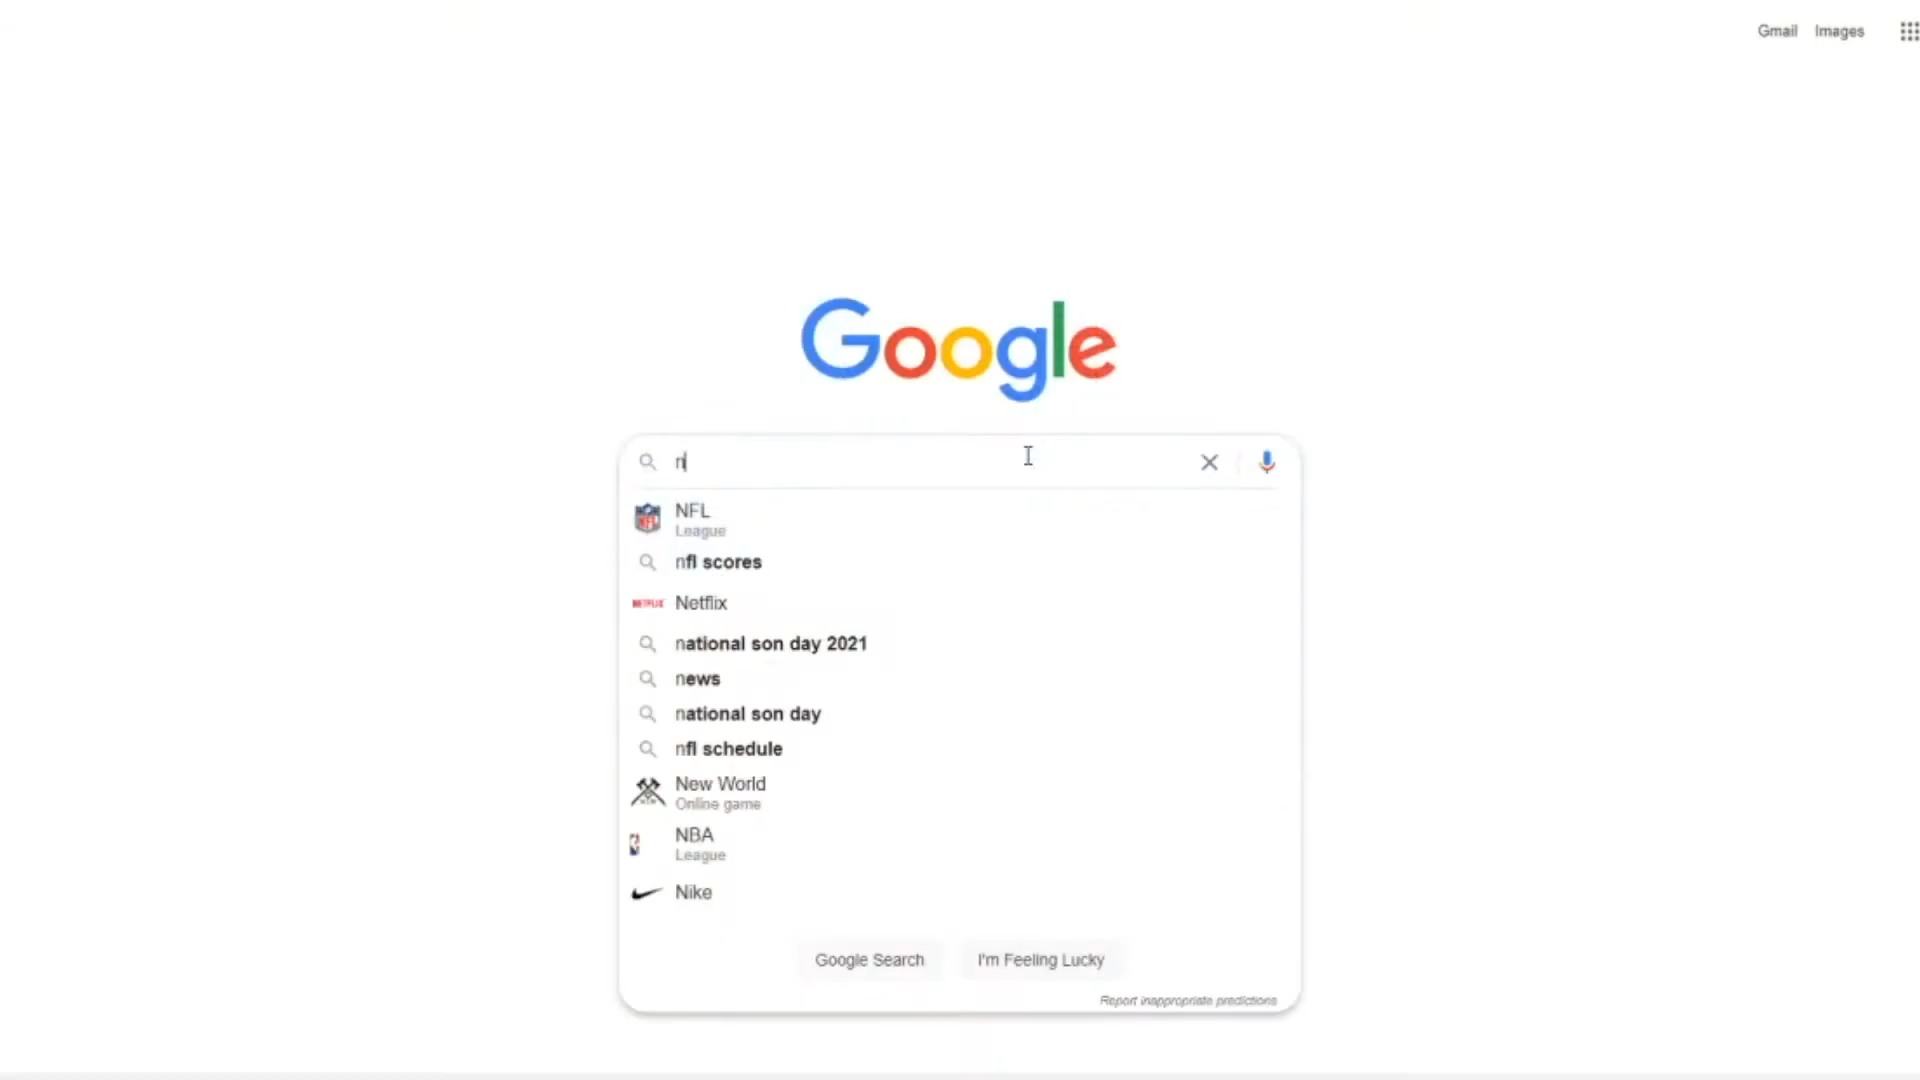 Gmail Images
Google
n
NFL
League
nfl scores
NETFLIX Netflix
national son day 2021
news
national son day
nfl schedule
New World
Online game
NBA
League
Nike
Google Search I'm Feeling Lucky
Report inappropriate predictions